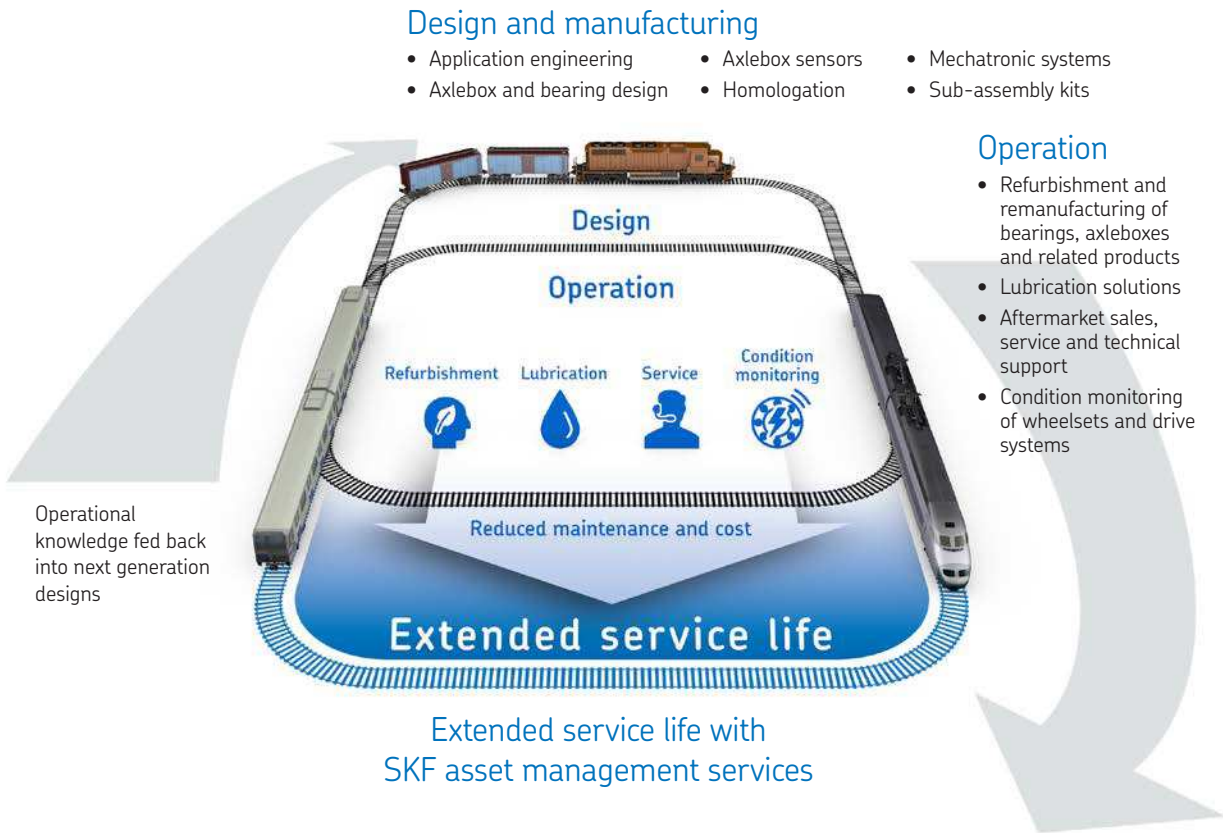 Design and manufacturing
• Application engineering
• Axlebox and bearing design
• Axlebox sensors
• Homologation
• Mechatronic systems
• Sub-assembly kits
Operation
• Refurbishment and
remanufacturing of
bearings, axleboxes
and related products
• Lubrication solutions
• Aftermarket sales,
service and technical
support
• Condition monitoring
of wheelsets and drive
systems
Design
Operation
Refurbishment
Lubrication
Service
Condition
monitoring
Reduced maintenance and cost
Extended service life
Operational
knowledge fed back
into next generation
designs
Extended service life with
SKF asset management services